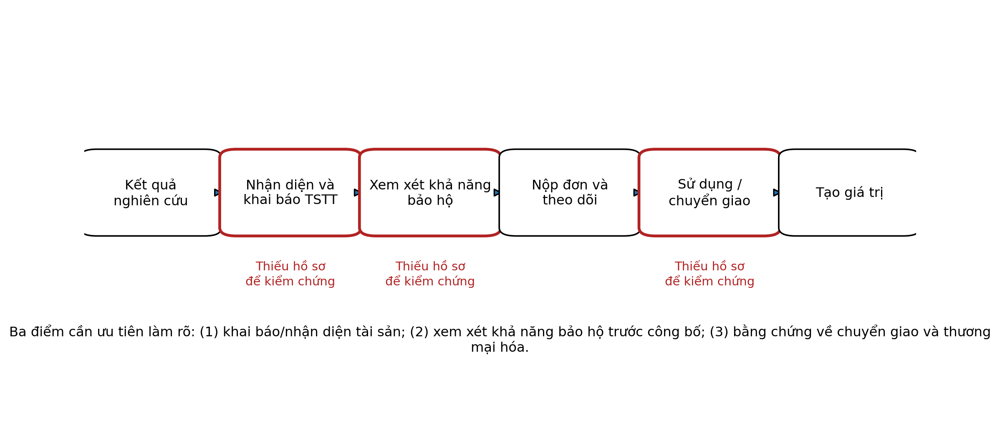 Kết quả
nghiên cứu
Nhận diện và
khai báo TSTT
Xem xét khả năng
bảo hộ
Nộp đơn và
theo dõi
Sử dụng /
chuyển giao
Tạo giá trị
Thiếu hồ sơ
để kiểm chứng
Thiếu hồ sơ
để kiểm chứng
Thiếu hồ sơ
để kiểm chứng
Ba điểm cần ưu tiên làm rõ: (1) khai báo/nhận diện tài sản; (2) xem xét khả năng bảo hộ trước công bố; (3) bằng chứng về chuyển giao và thương
mại hóa.